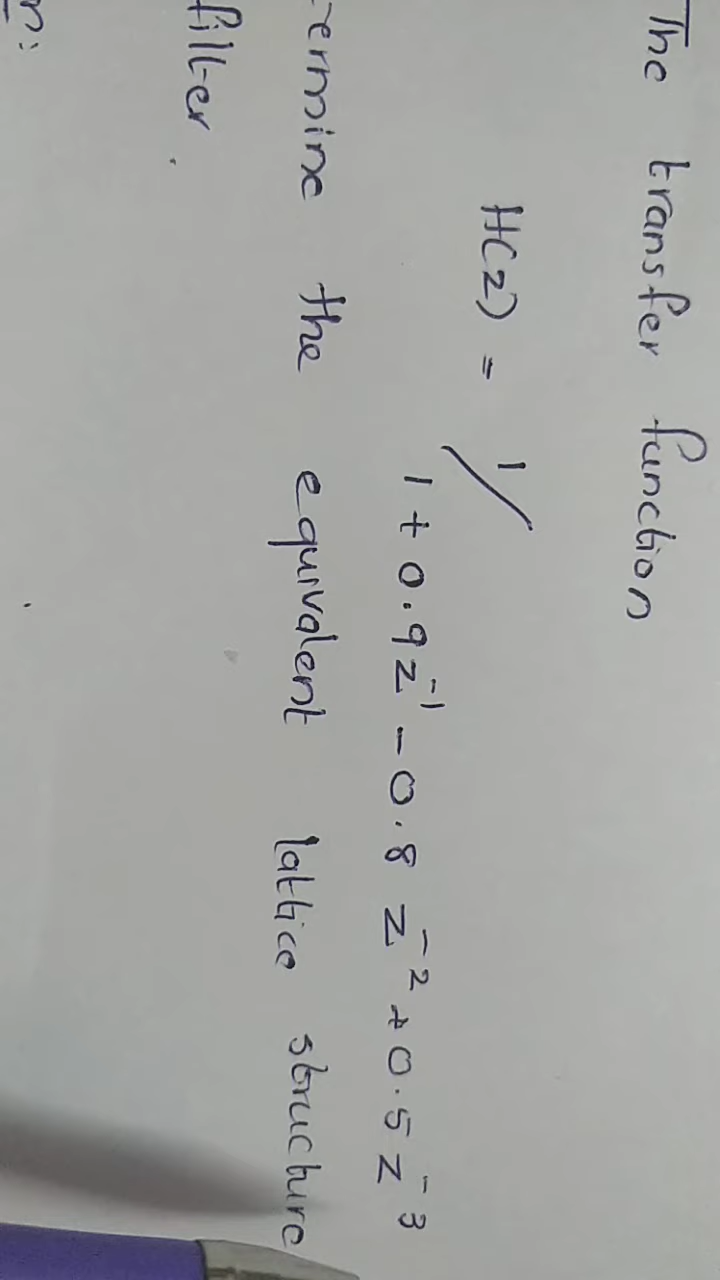 The transfer function
H(z) = 1/
1 + 0.9z⁻¹ - 0.8 z⁻² + 0.5 z⁻³
ermine the equivalent lattice structure
filter.
n: